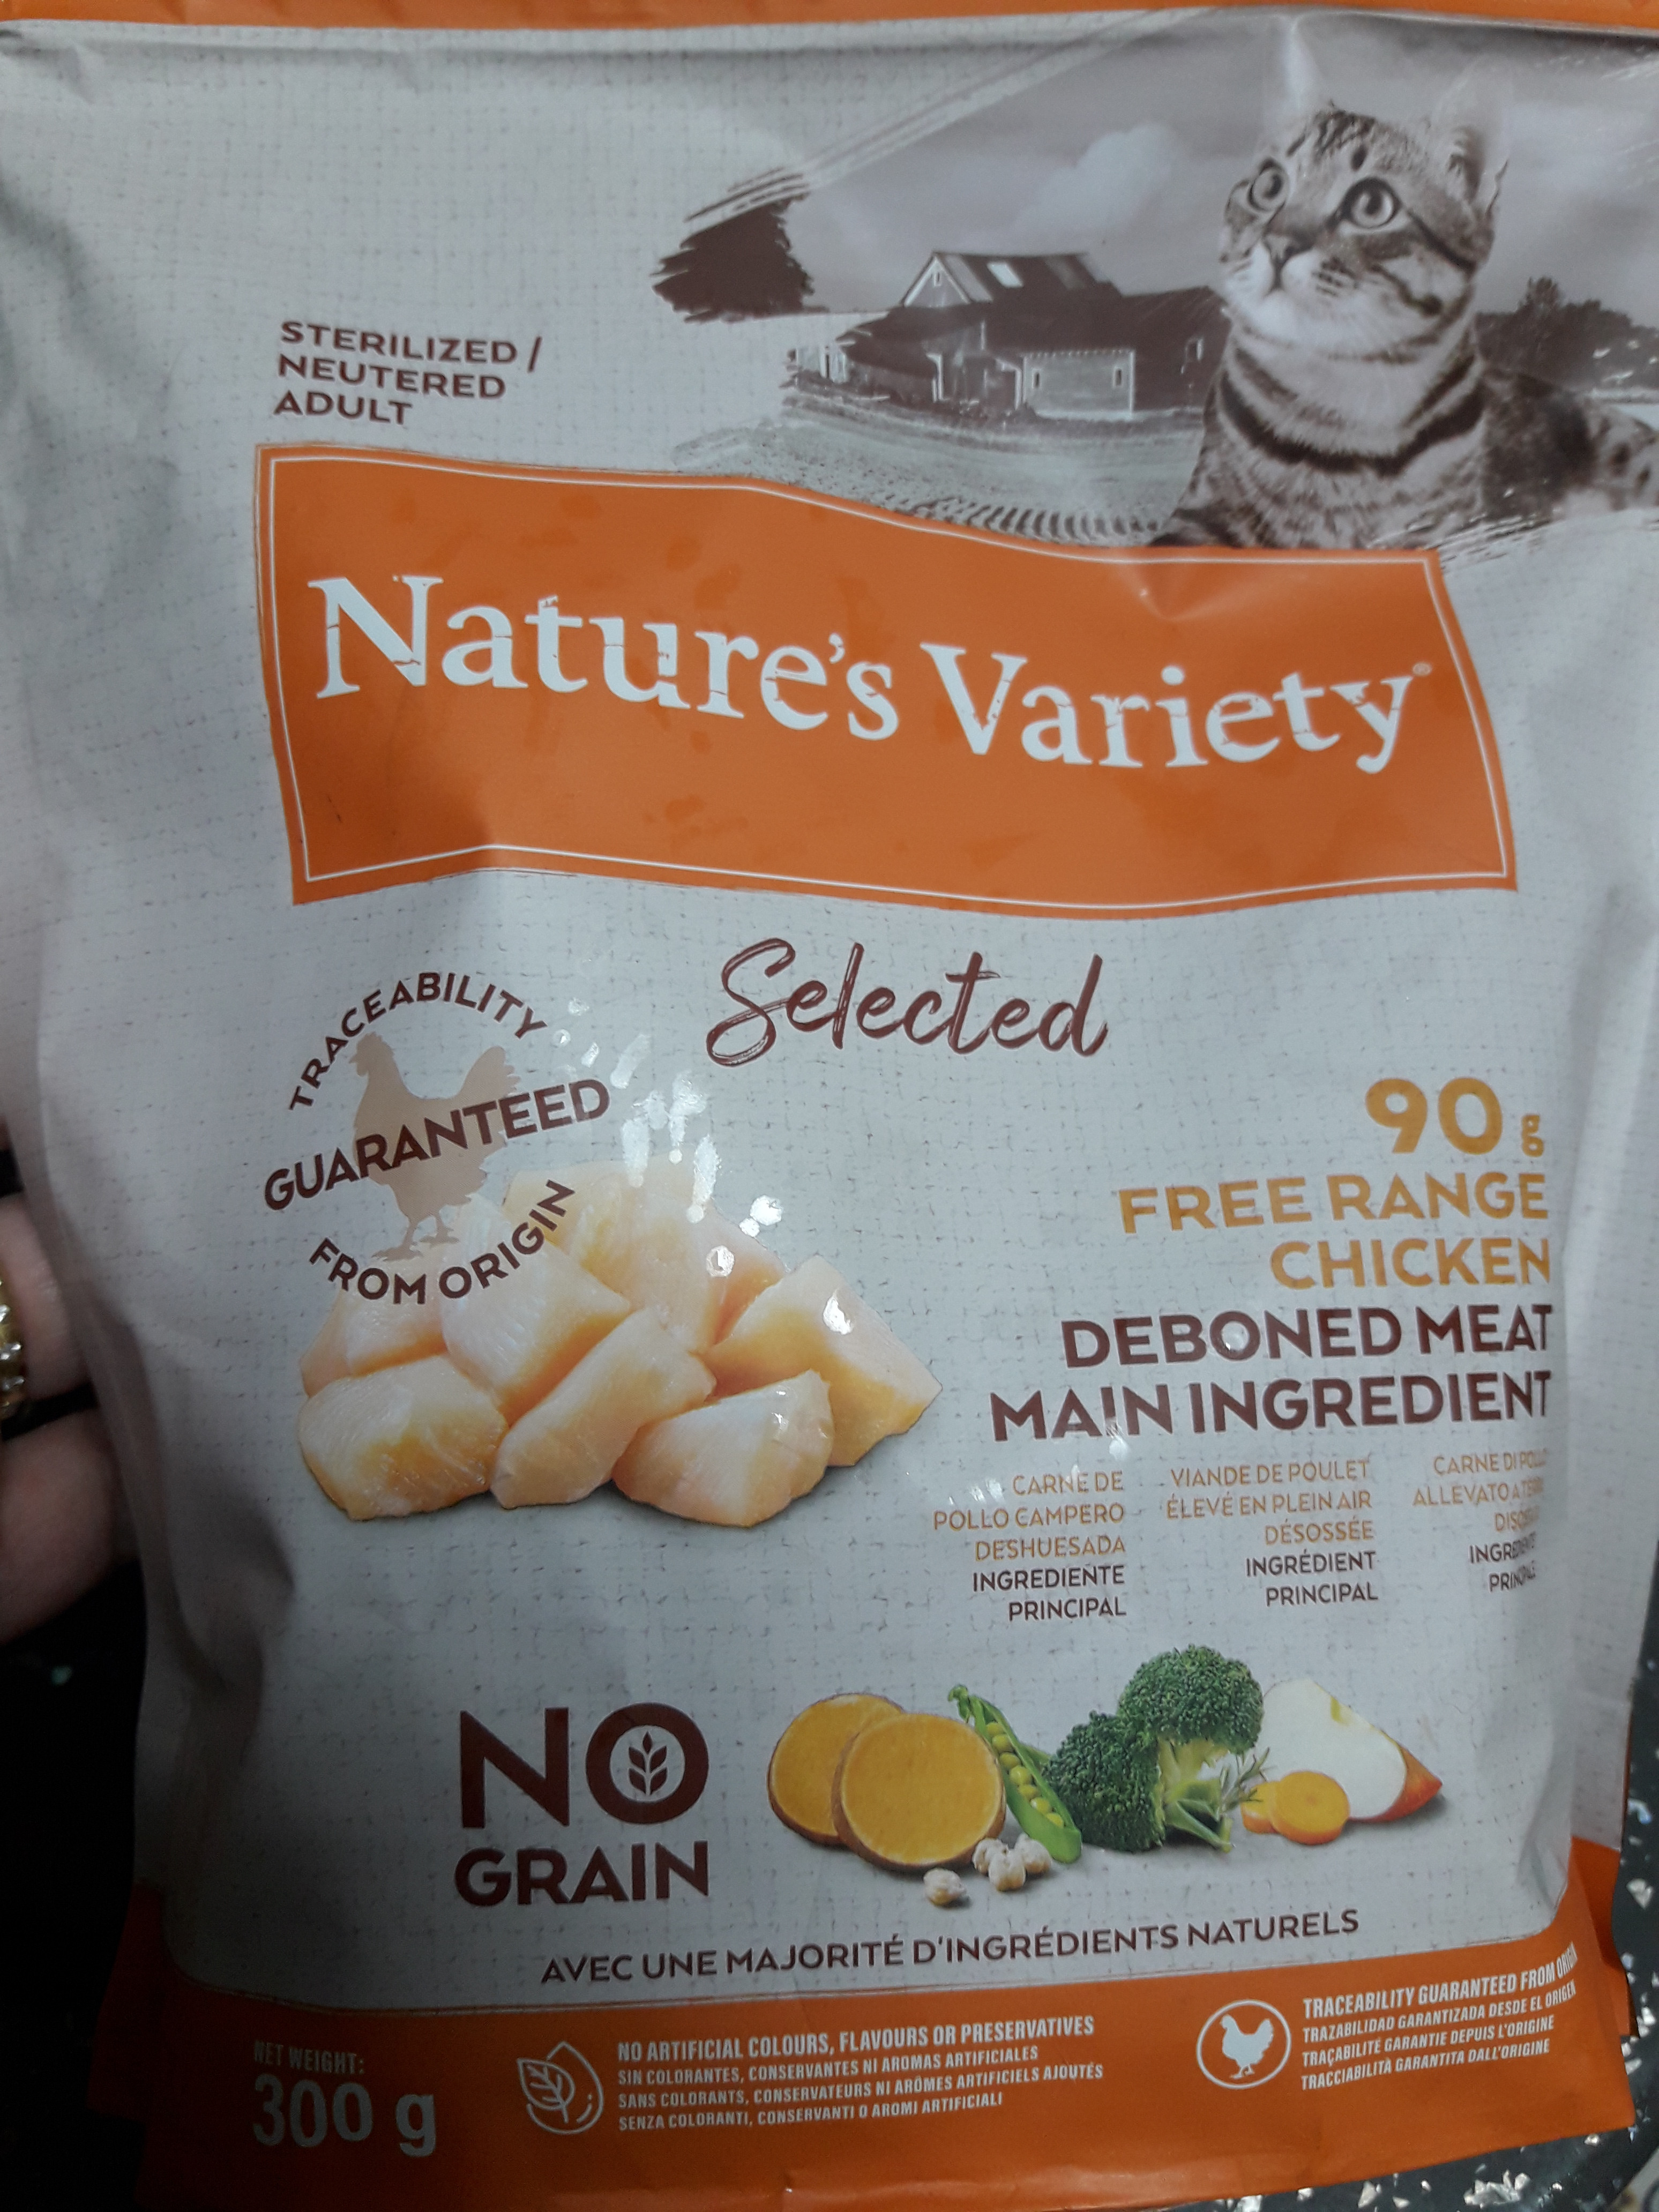 STERILIZED /
NEUTERED
ADULT
Nature's Variety®
Selected
TRACEABILITY
GUARANTEED
FROM ORIGIN
90 g
FREE RANGE
CHICKEN
DEBONED MEAT
MAIN INGREDIENT
CARNE DE
POLLO CAMPERO
DESHUESADA
INGREDIENTE
PRINCIPAL
VIANDE DE POULET
ÉLEVÉ EN PLEIN AIR
DÉSOSSÉE
INGRÉDIENT
PRINCIPAL
CARNE DI
ALLEVATO A
NO
GRAIN
AVEC UNE MAJORITÉ D'INGRÉDIENTS NATURELS
NET WEIGHT:
300 g
NO ARTIFICIAL COLOURS, FLAVOURS OR PRESERVATIVES
SIN COLORANTES, CONSERVANTES NI AROMAS ARTIFICIALES
SANS COLORANTS, CONSERVATEURS NI ARÔMES ARTIFICIELS AJOUTÉS
SENZA COLORANTI, CONSERVANTI O AROMI ARTIFICIALI
TRACEABILITY GUARANTEED FROM ORIGIN
TRAZABILIDAD GARANTIZADA DESDE EL ORIGEN
TRAÇABILITÉ GARANTIE DEPUIS L'ORIGINE
TRACCIABILITÀ GARANTITA DALL'ORIGINE